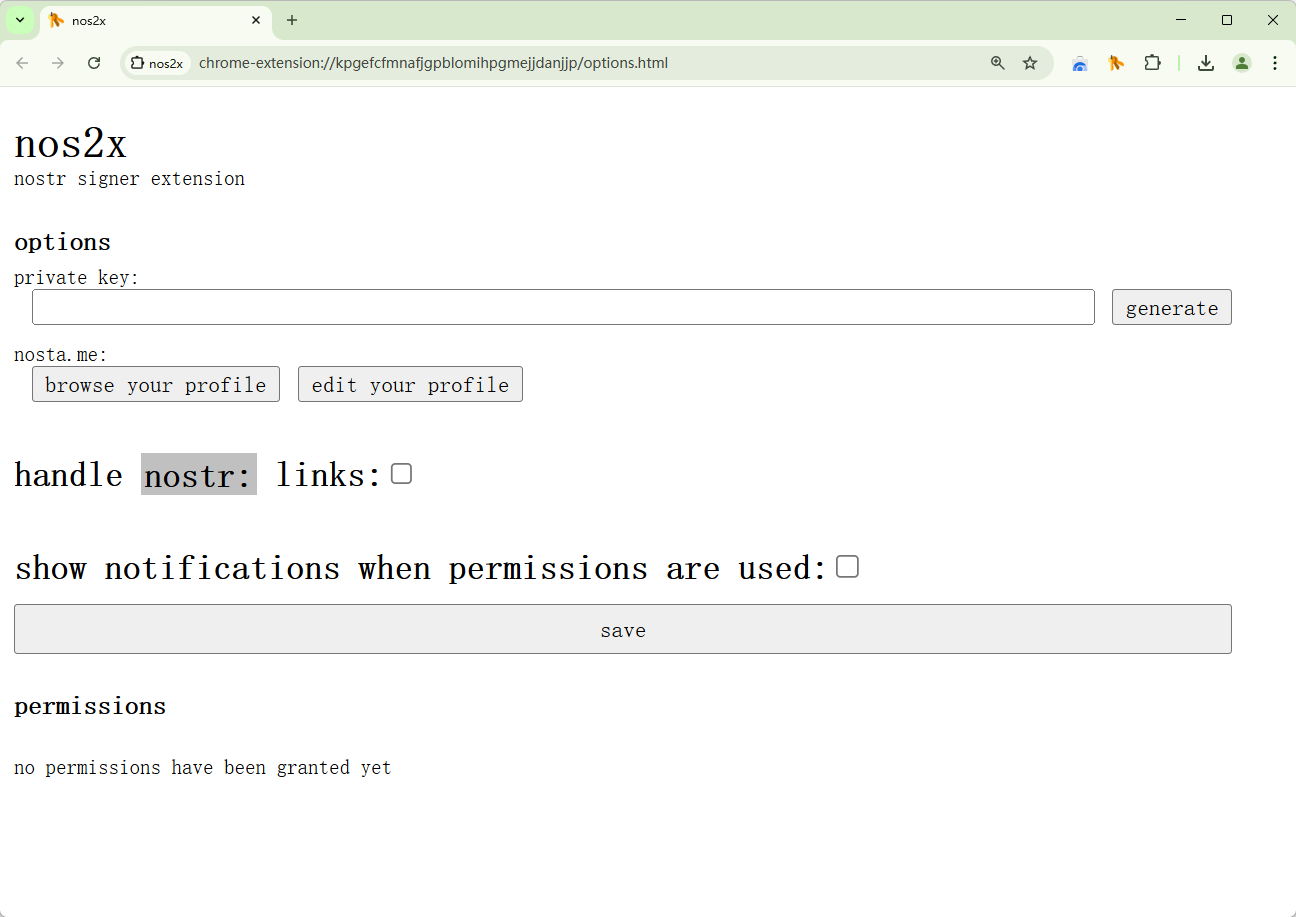 nos2x
nos2x
chrome-extension://kpgefcfmnafjgpblomihpgmejjdanjjp/options.html
nos2x
nostr signer extension
options
private key:
generate
nosta.me:
browse your profile
edit your profile
handle nostr: links:
show notifications when permissions are used:
save
permissions
no permissions have been granted yet